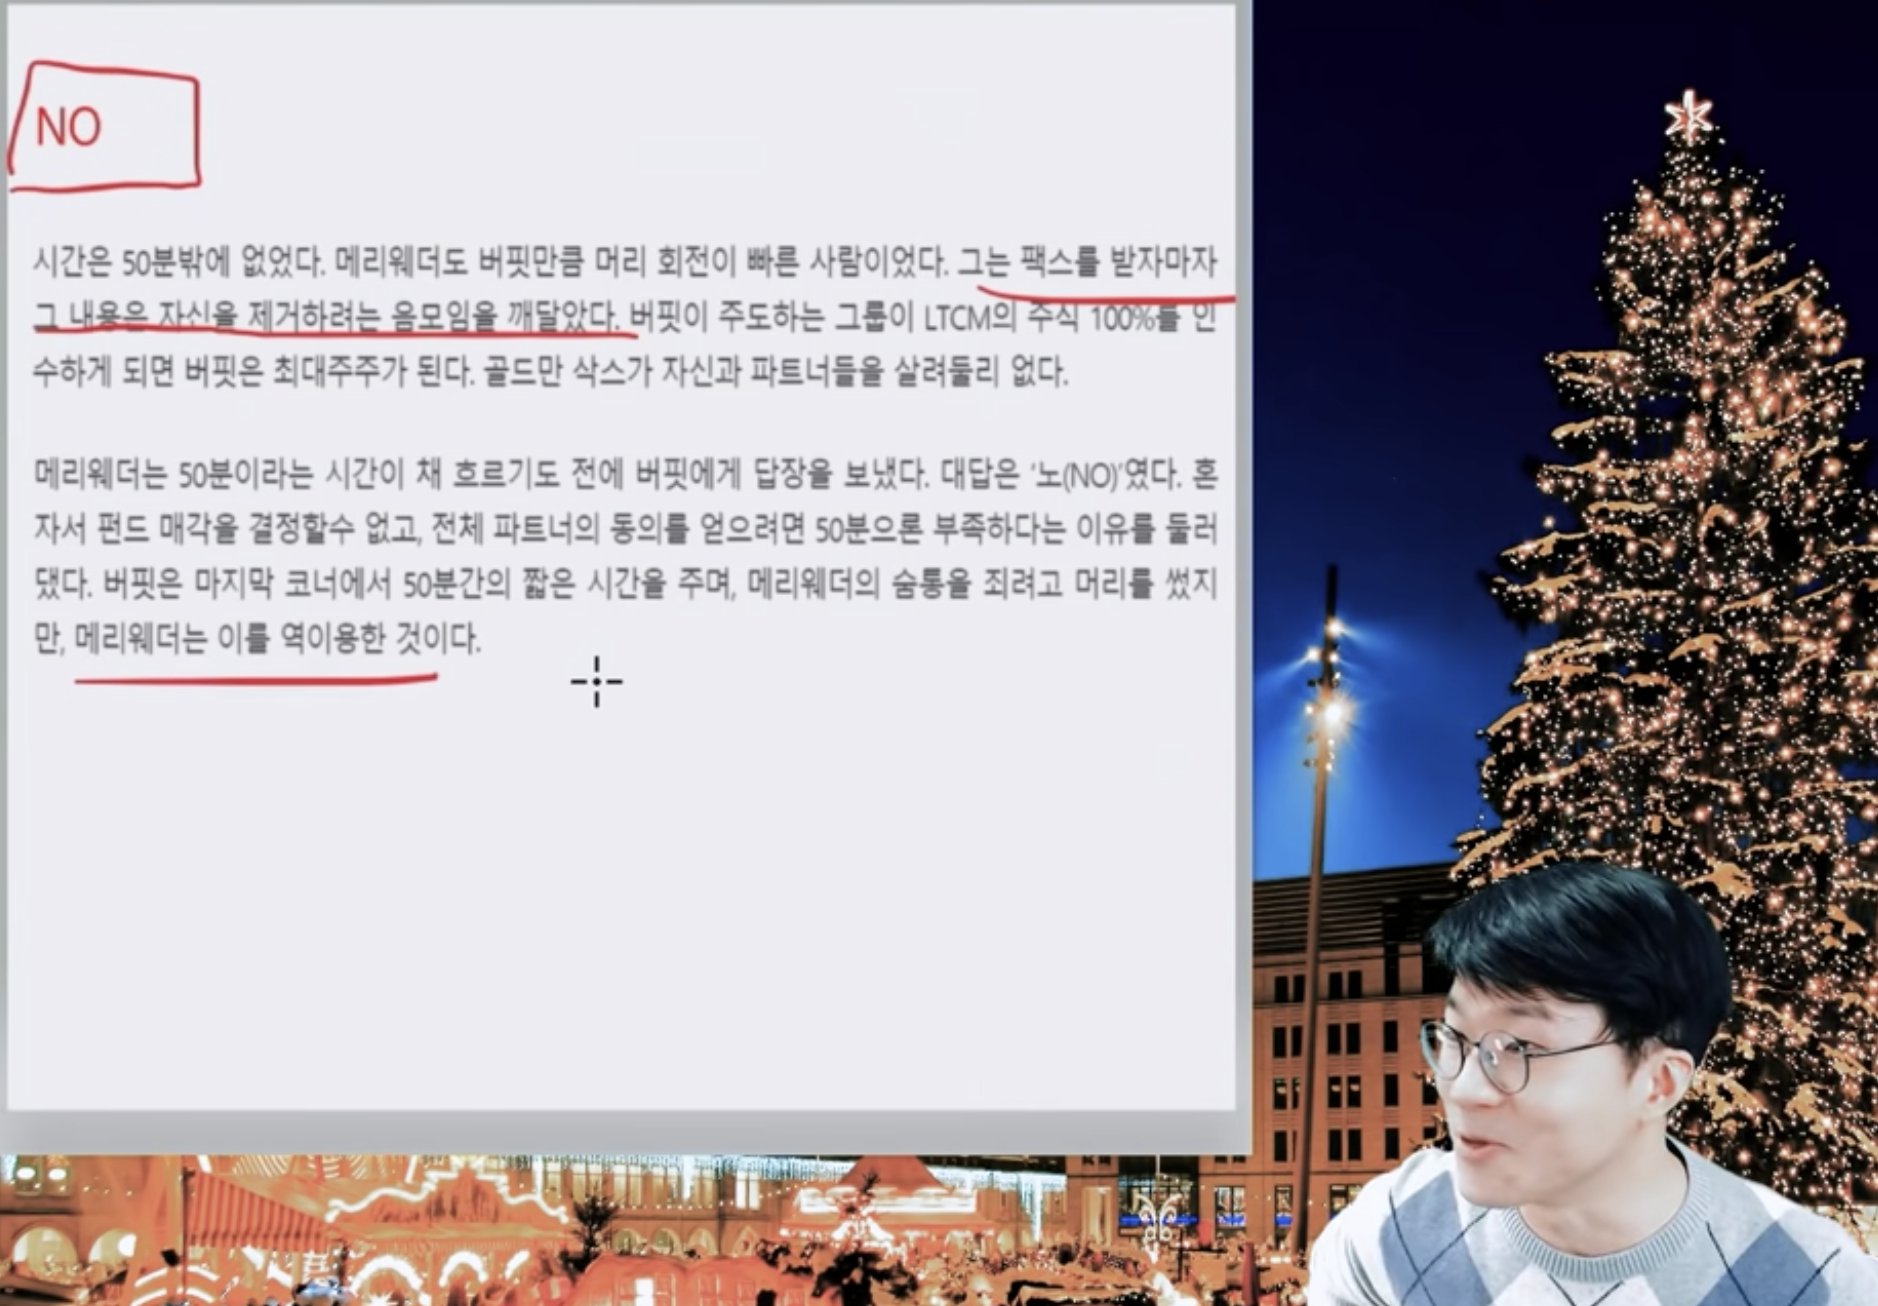 NO
시간은 50분밖에 없었다. 메리웨더도 버핏만큼 머리 회전이 빠른 사람이었다. 그는 팩스를 받자마자
그 내용은 자신을 제거하려는 음모임을 깨달았다. 버핏이 주도하는 그룹이 LTCM의 주식 100%를 인
수하게 되면 버핏은 최대주주가 된다. 골드만 삭스가 자신과 파트너들을 살려둘리 없다.
메리웨더는 50분이라는 시간이 채 흐르기도 전에 버핏에게 답장을 보냈다. 대답은 '노(NO)'였다. 혼
자서 펀드 매각을 결정할수 없고, 전체 파트너의 동의를 얻으려면 50분으론 부족하다는 이유를 둘러
댔다. 버핏은 마지막 코너에서 50분간의 짧은 시간을 주며, 메리웨더의 숨통을 죄려고 머리를 썼지
만, 메리웨더는 이를 역이용한 것이다.